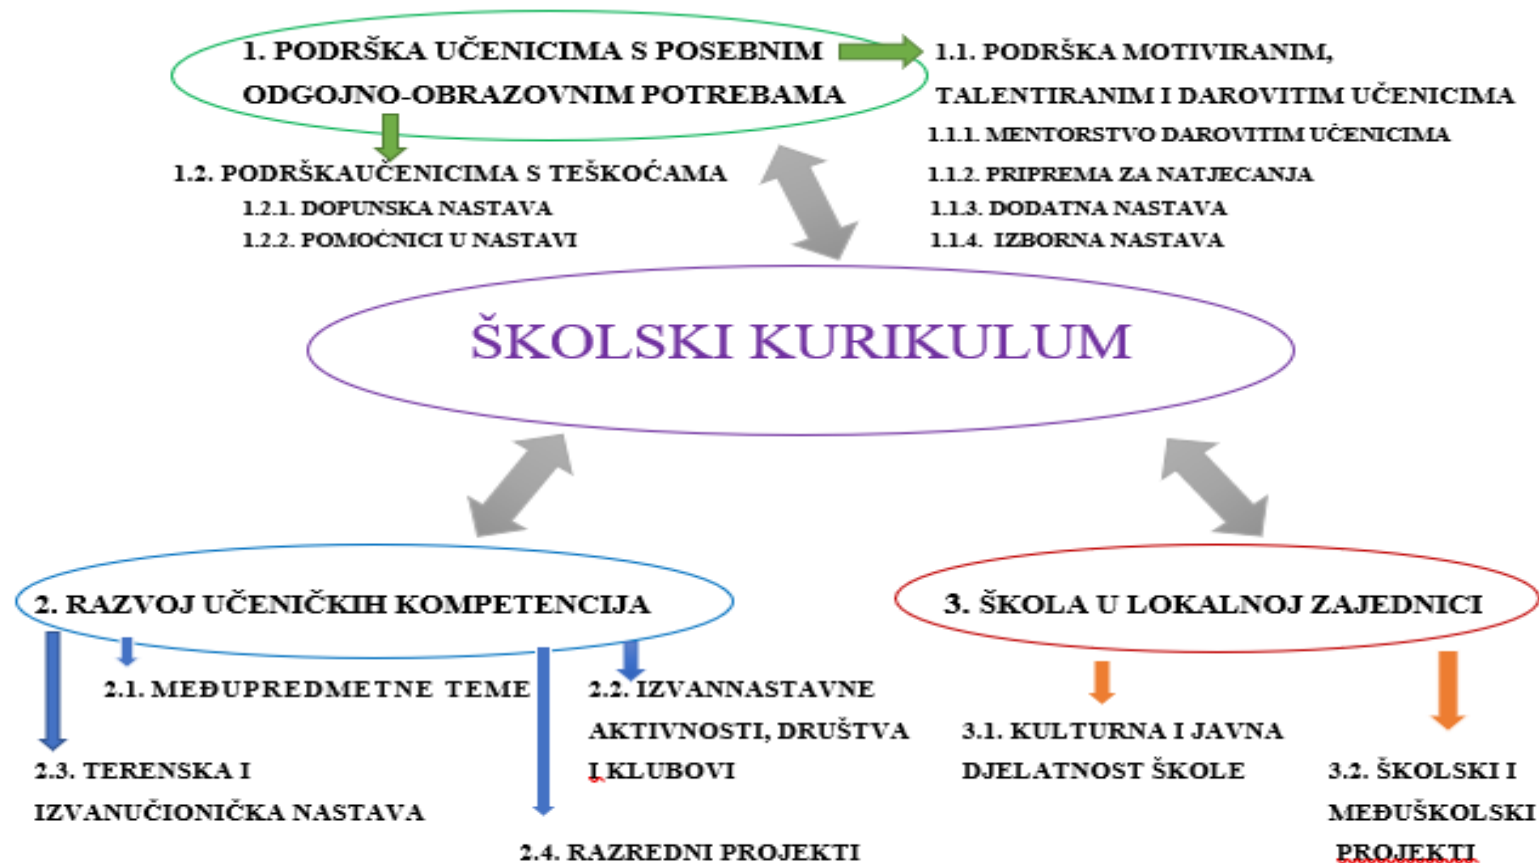 1. PODRŠKA UČENICIMA S POSEBNIM
ODGOJNO-OBRAZOVNIM POTREBAMA
1.1. PODRŠKA MOTIVIRANIM,
TALENTIRANIM I DAROVITIM UČENICIMA
1.1.1. MENTORSTVO DAROVITIM UČENICIMA
1.1.2. PRIPREMA ZA NATJECANJA
1.1.3. DODATNA NASTAVA
1.1.4. IZBORNA NASTAVA
1.2. PODRŠKAUČENICIMA S TEŠKOĆAMA
1.2.1. DOPUNSKA NASTAVA
1.2.2. POMOĆNICI U NASTAVI
ŠKOLSKI KURIKULUM
2. RAZVOJ UČENIČKIH KOMPETENCIJA
2.1. MEĐUPREDMETNE TEME
2.2. IZVANNASTAVNE
AKTIVNOSTI, DRUŠTVA
I KLUBOVI
2.3. TERENSKA I
IZVANUČIONIČKA NASTAVA
2.4. RAZREDNI PROJEKTI
3. ŠKOLA U LOKALNOJ ZAJEDNICI
3.1. KULTURNA I JAVNA
DJELATNOST ŠKOLE
3.2. ŠKOLSKI I
MEĐUŠKOLSKI
PROJEKTI